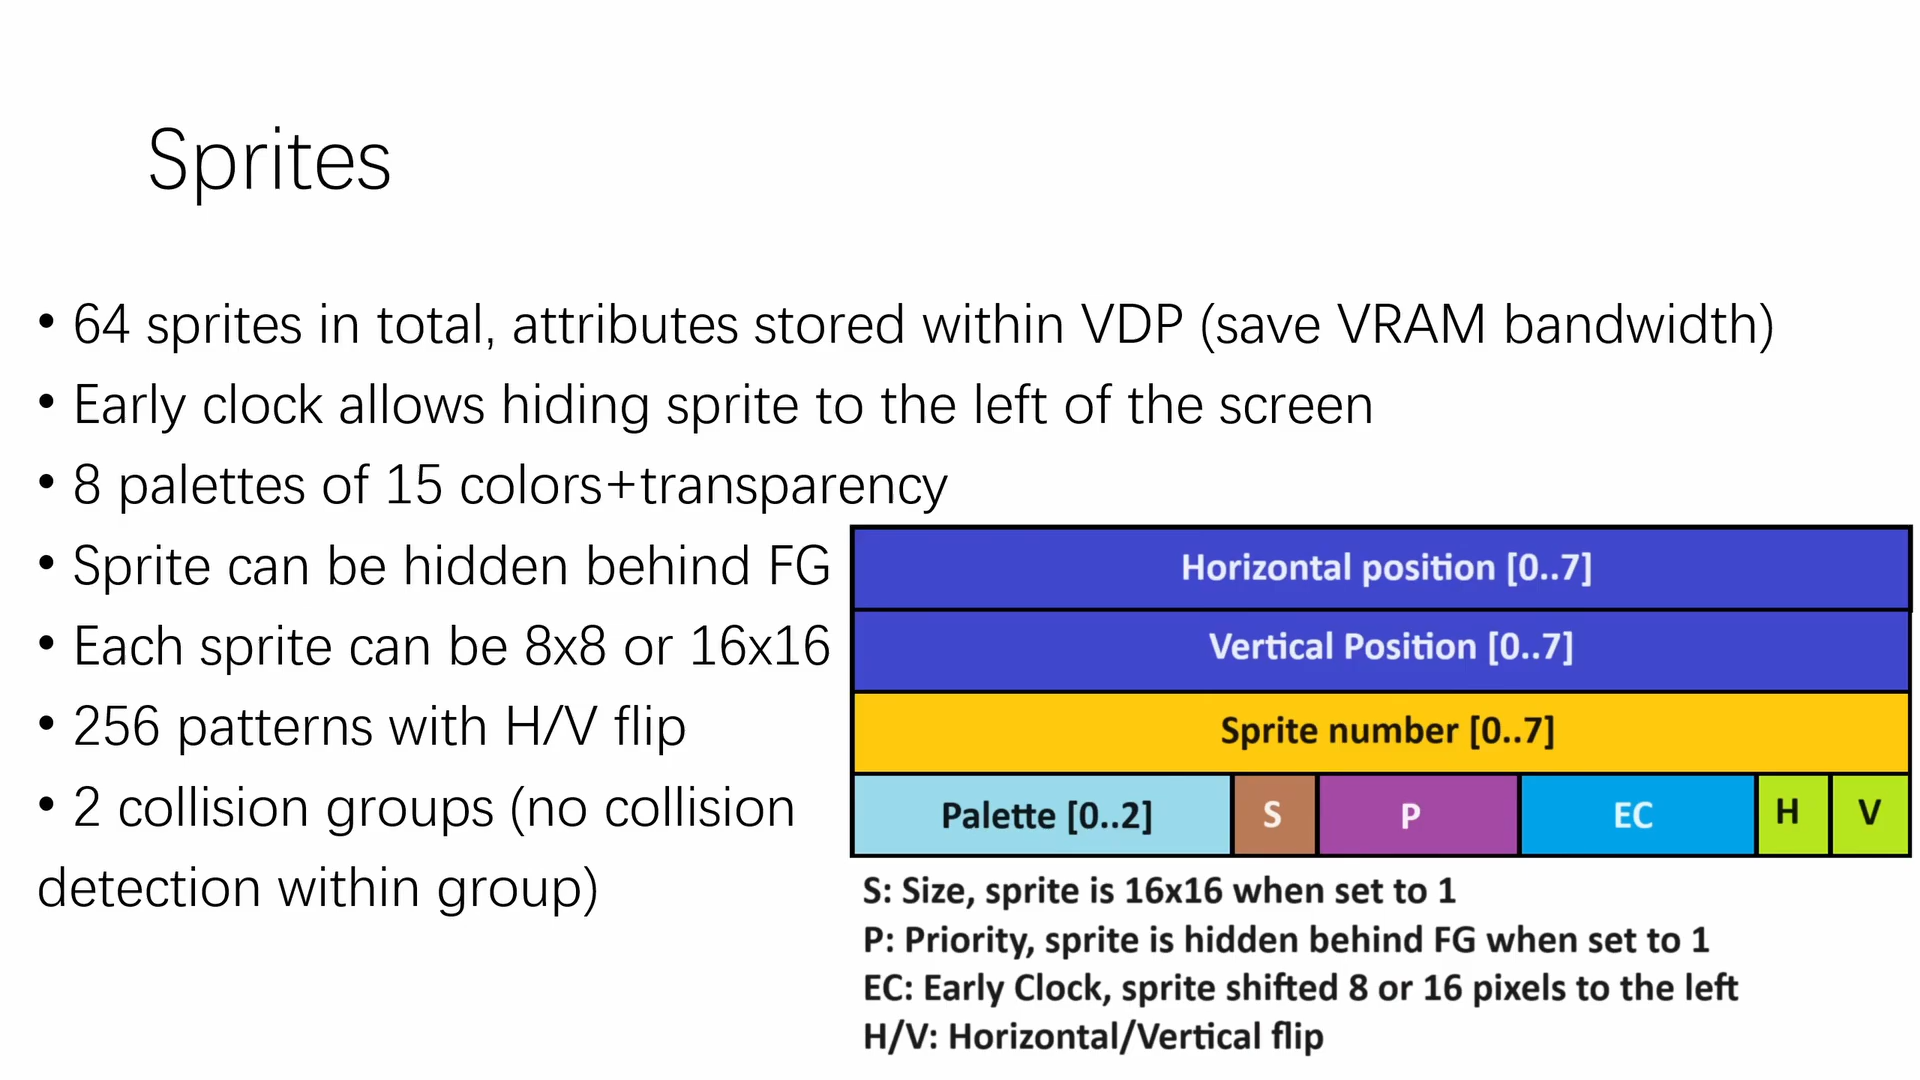 Sprites
• 64 sprites in total, attributes stored within VDP (save VRAM bandwidth)
• Early clock allows hiding sprite to the left of the screen
• 8 palettes of 15 colors+transparency
• Sprite can be hidden behind FG
• Each sprite can be 8x8 or 16x16
• 256 patterns with H/V flip
• 2 collision groups (no collision
detection within group)
Horizontal position [0..7]
Vertical Position [0..7]
Sprite number [0..7]
Palette [0..2] S P EC H V
S: Size, sprite is 16x16 when set to 1
P: Priority, sprite is hidden behind FG when set to 1
EC: Early Clock, sprite shifted 8 or 16 pixels to the left
H/V: Horizontal/Vertical flip